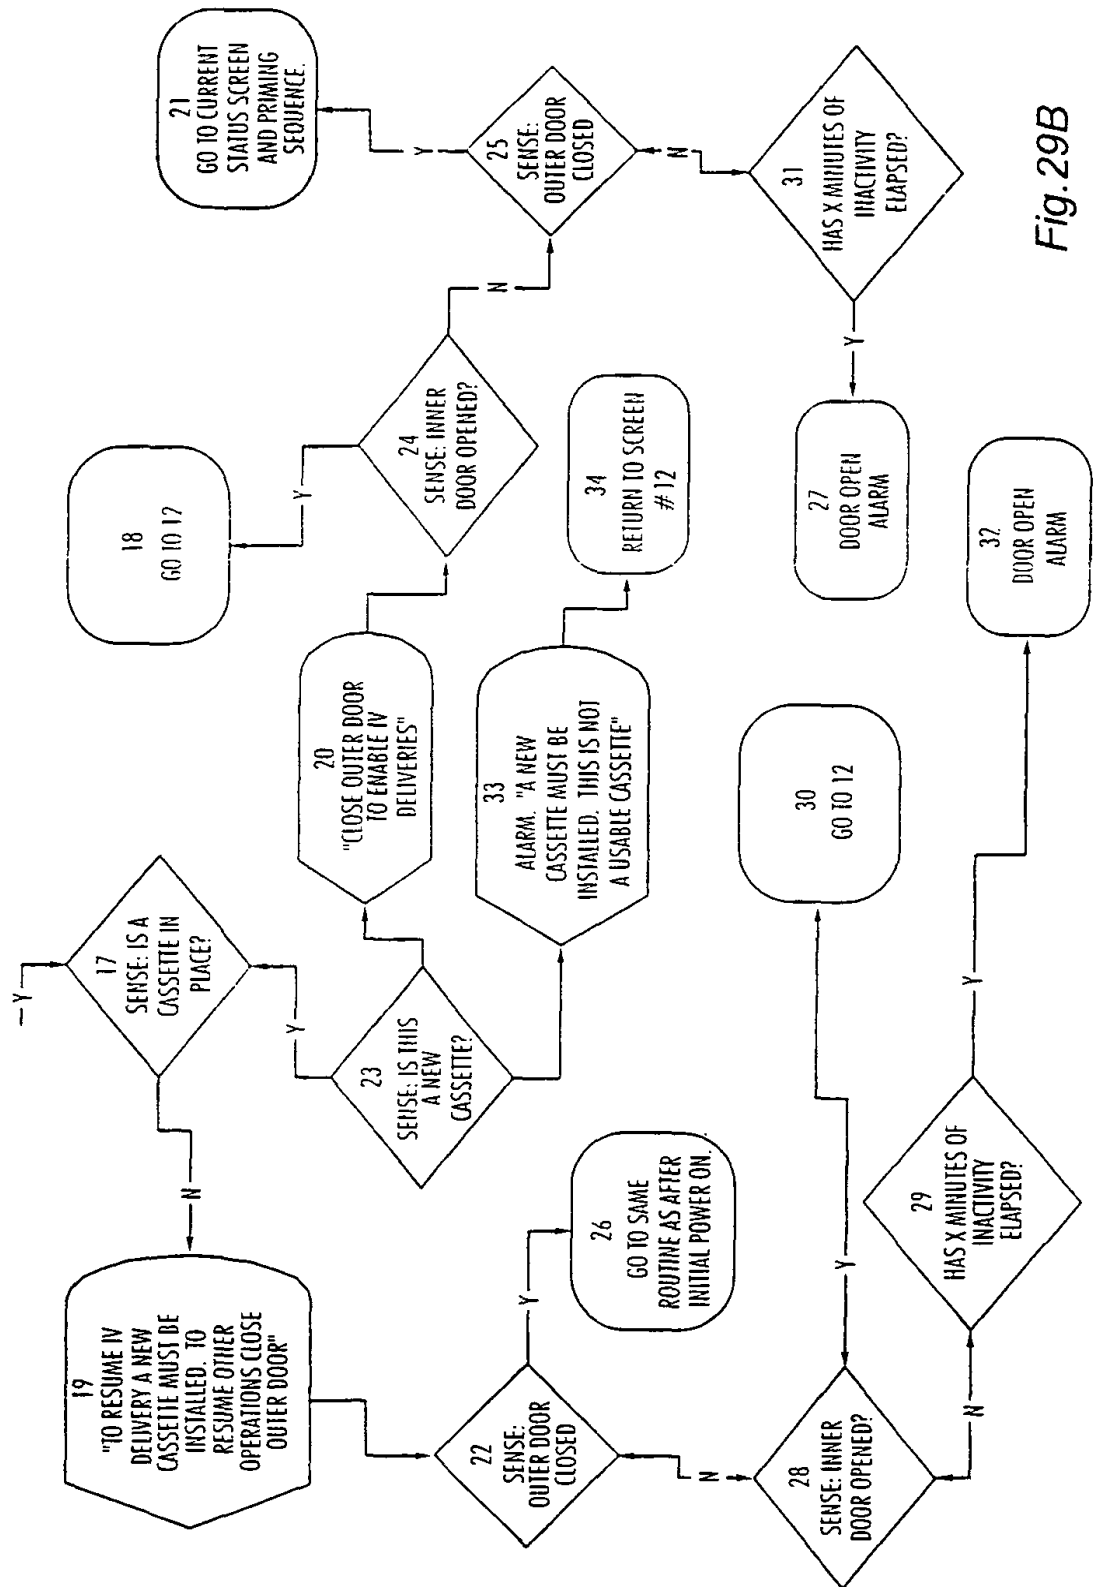 – Y
17
SENSE: IS A
CASSETTE IN
PLACE?
N
Y
19
"TO RESUME IV
DELIVERY A NEW
CASSETTE MUST BE
INSTALLED. TO
RESUME OTHER
OPERATIONS CLOSE
OUTER DOOR"
23
SENSE: IS THIS
A NEW
CASSETTE?
20
"CLOSE OUTER DOOR
TO ENABLE IV
DELIVERIES"
18
GO TO 12
Y
24
SENSE: INNER
DOOR OPENED?
N
21
GO TO CURRENT
STATUS SCREEN
AND PRIMING
SEQUENCE.
Y
25
SENSE:
OUTER DOOR
CLOSED
N
33
ALARM. "A NEW
CASSETTE MUST BE
INSTALLED. THIS IS NOT
A USABLE CASSETTE"
34
RETURN TO SCREEN
# 12
31
HAS X MINUTES OF
INACTIVITY
ELAPSED?
Y
27
DOOR OPEN
ALARM
22
SENSE:
OUTER DOOR
CLOSED
Y
26
GO TO SAME
ROUTINE AS AFTER
INITIAL POWER ON.
N
28
SENSE: INNER
DOOR OPENED?
Y
30
GO TO 12
N
29
HAS X MINUTES OF
INACTIVITY
ELAPSED?
Y
32
DOOR OPEN
ALARM
Fig.29B